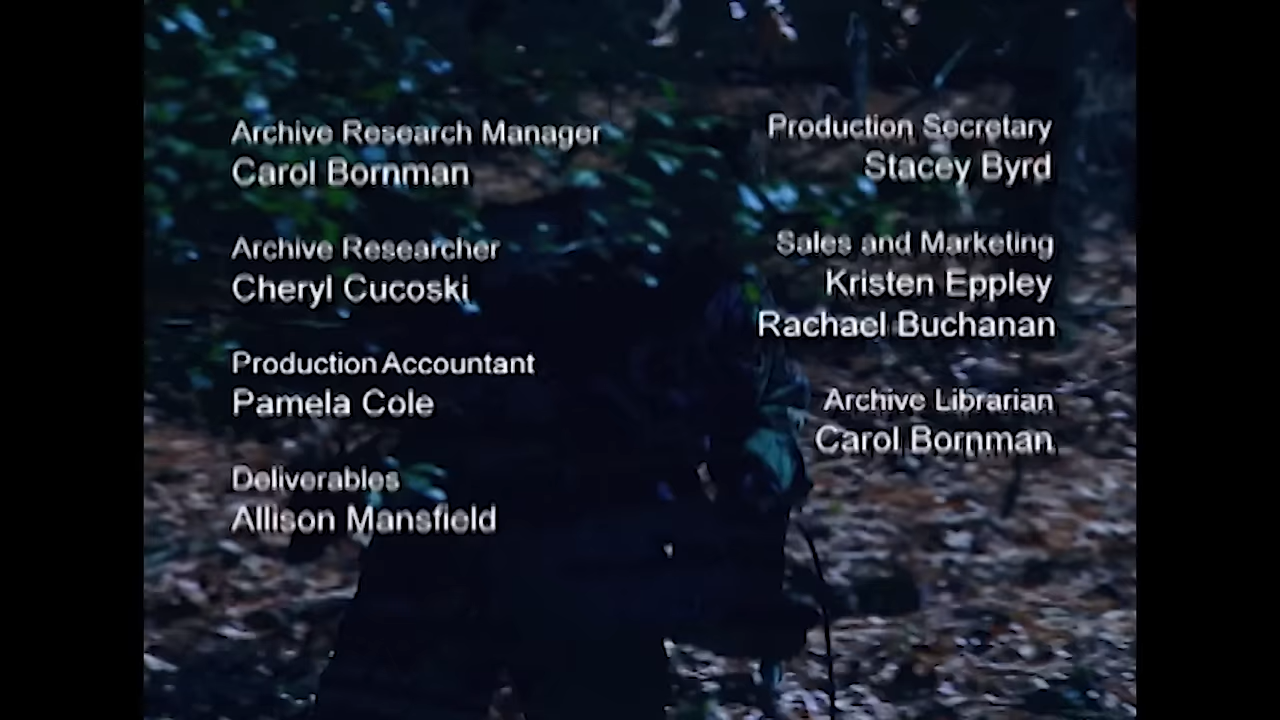 Archive Research Manager
Carol Bornman
Archive Researcher
Cheryl Cucoski
Production Accountant
Pamela Cole
Deliverables
Allison Mansfield
Production Secretary
Stacey Byrd
Sales and Marketing
Kristen Eppley
Rachael Buchanan
Archive Librarian
Carol Bornman